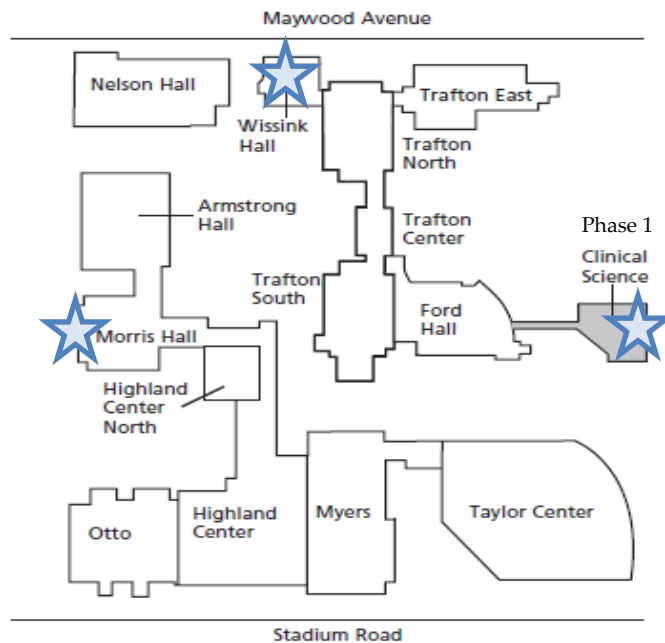 Maywood Avenue
Nelson Hall
Wissink
Hall
Trafton East
Trafton
North
Armstrong
Hall
Trafton
Center
Phase 1
Clinical
Science
Trafton
South
Ford
Hall
Morris Hall
Highland
Center
North
Otto
Highland
Center
Myers
Taylor Center
Stadium Road